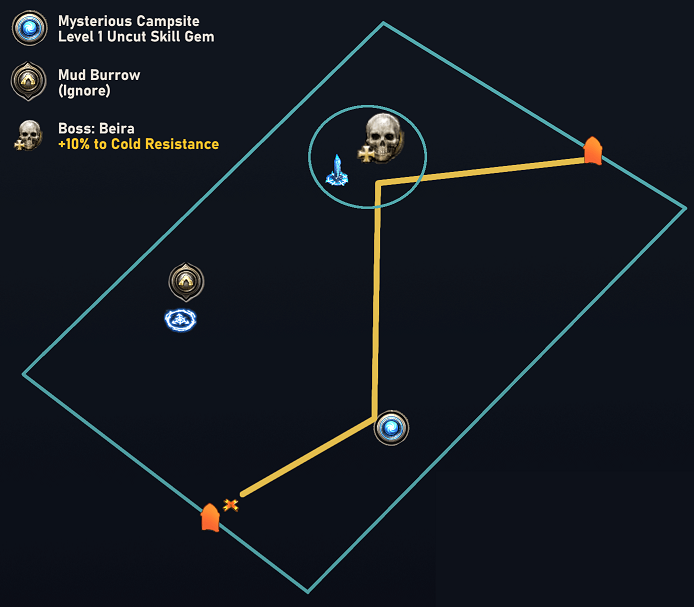 Mysterious Campsite
Level 1 Uncut Skill Gem
Mud Burrow
(Ignore)
Boss: Beira
+10% to Cold Resistance